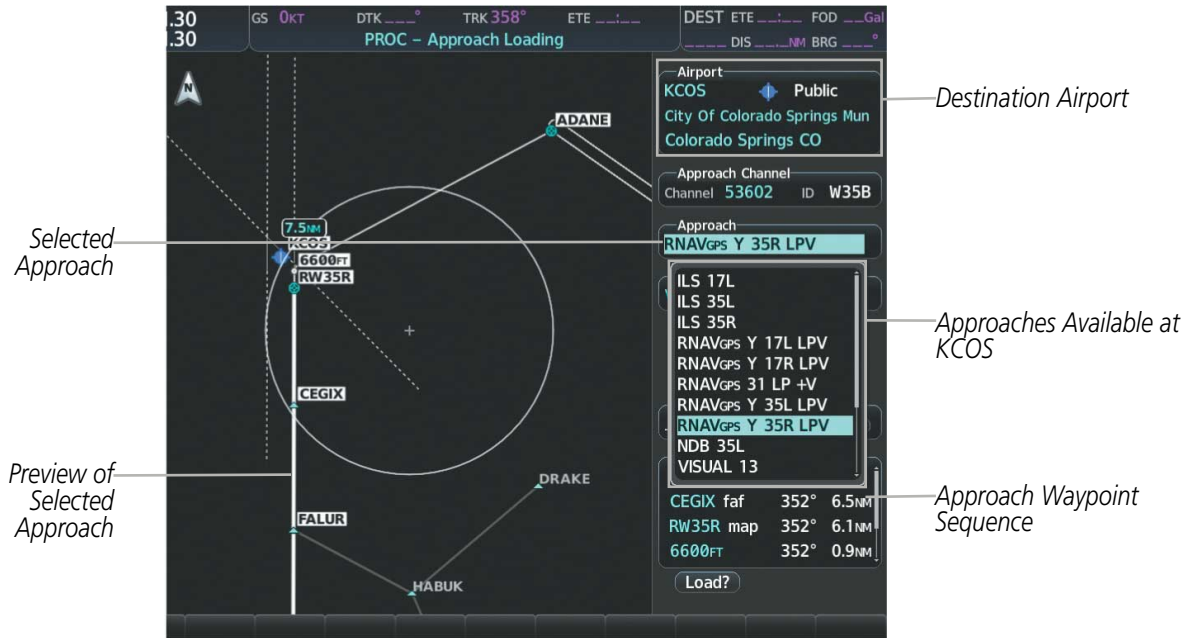 .30 GS 0KT DTK ___° TRK 358° ETE __:__ DEST ETE __:__ FOD __Gal
.30 PROC – Approach Loading ____ DIS __._NM BRG ___°
N
Airport
KCOS Public
City Of Colorado Springs Mun
Colorado Springs CO
Destination Airport
ADANE
Approach Channel
Channel 53602 ID W35B
Approach
RNAVGPS Y 35R LPV
Selected
Approach
7.5NM
KCOS
6600FT
RW35R
ILS 17L
ILS 35L
ILS 35R
RNAVGPS Y 17L LPV
RNAVGPS Y 17R LPV
RNAVGPS 31 LP +V
RNAVGPS Y 35L LPV
RNAVGPS Y 35R LPV
NDB 35L
VISUAL 13
Approaches Available at
KCOS
CEGIX
Preview of
Selected
Approach
DRAKE
FALUR
HABUK
CEGIX faf 352° 6.5NM
RW35R map 352° 6.1NM
6600FT 352° 0.9NM
Approach Waypoint
Sequence
Load?